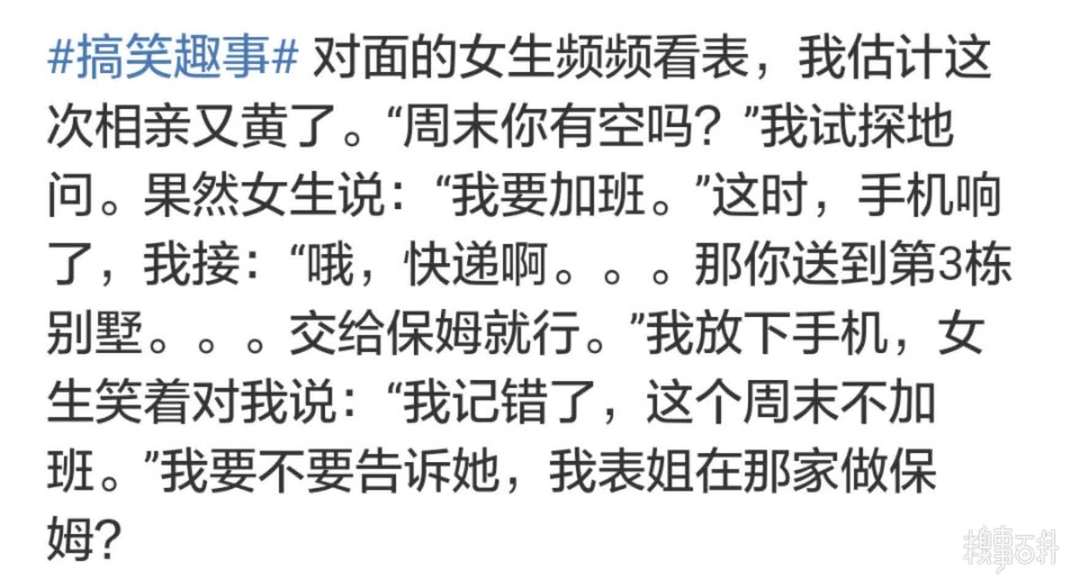 #搞笑趣事# 对面的女生频频看表，我估计这
次相亲又黄了。“周末你有空吗？”我试探地
问。果然女生说：“我要加班。”这时，手机响
了，我接：“哦，快递啊。。。那你送到第3栋
别墅。。。交给保姆就行。”我放下手机，女
生笑着对我说：“我记错了，这个周末不加
班。”我要不要告诉她，我表姐在那家做保
姆？
糗事百科